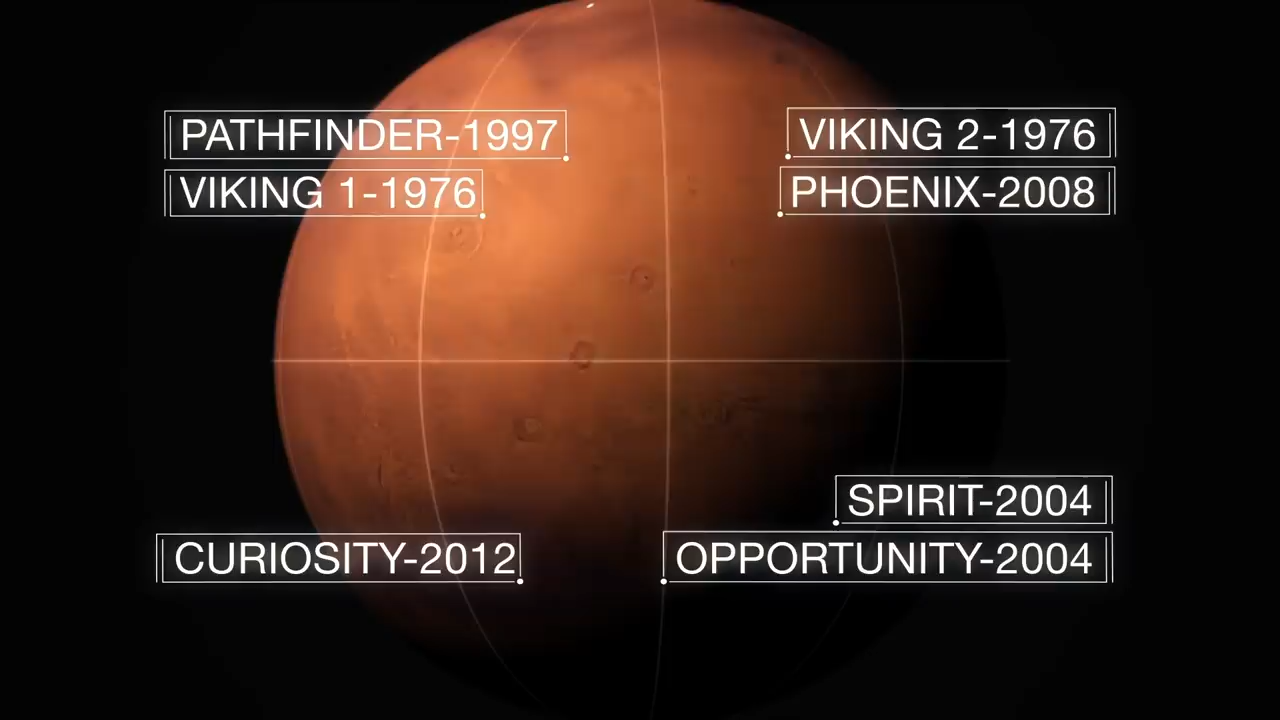 PATHFINDER-1997
VIKING 1-1976
VIKING 2-1976
PHOENIX-2008
CURIOSITY-2012
SPIRIT-2004
OPPORTUNITY-2004